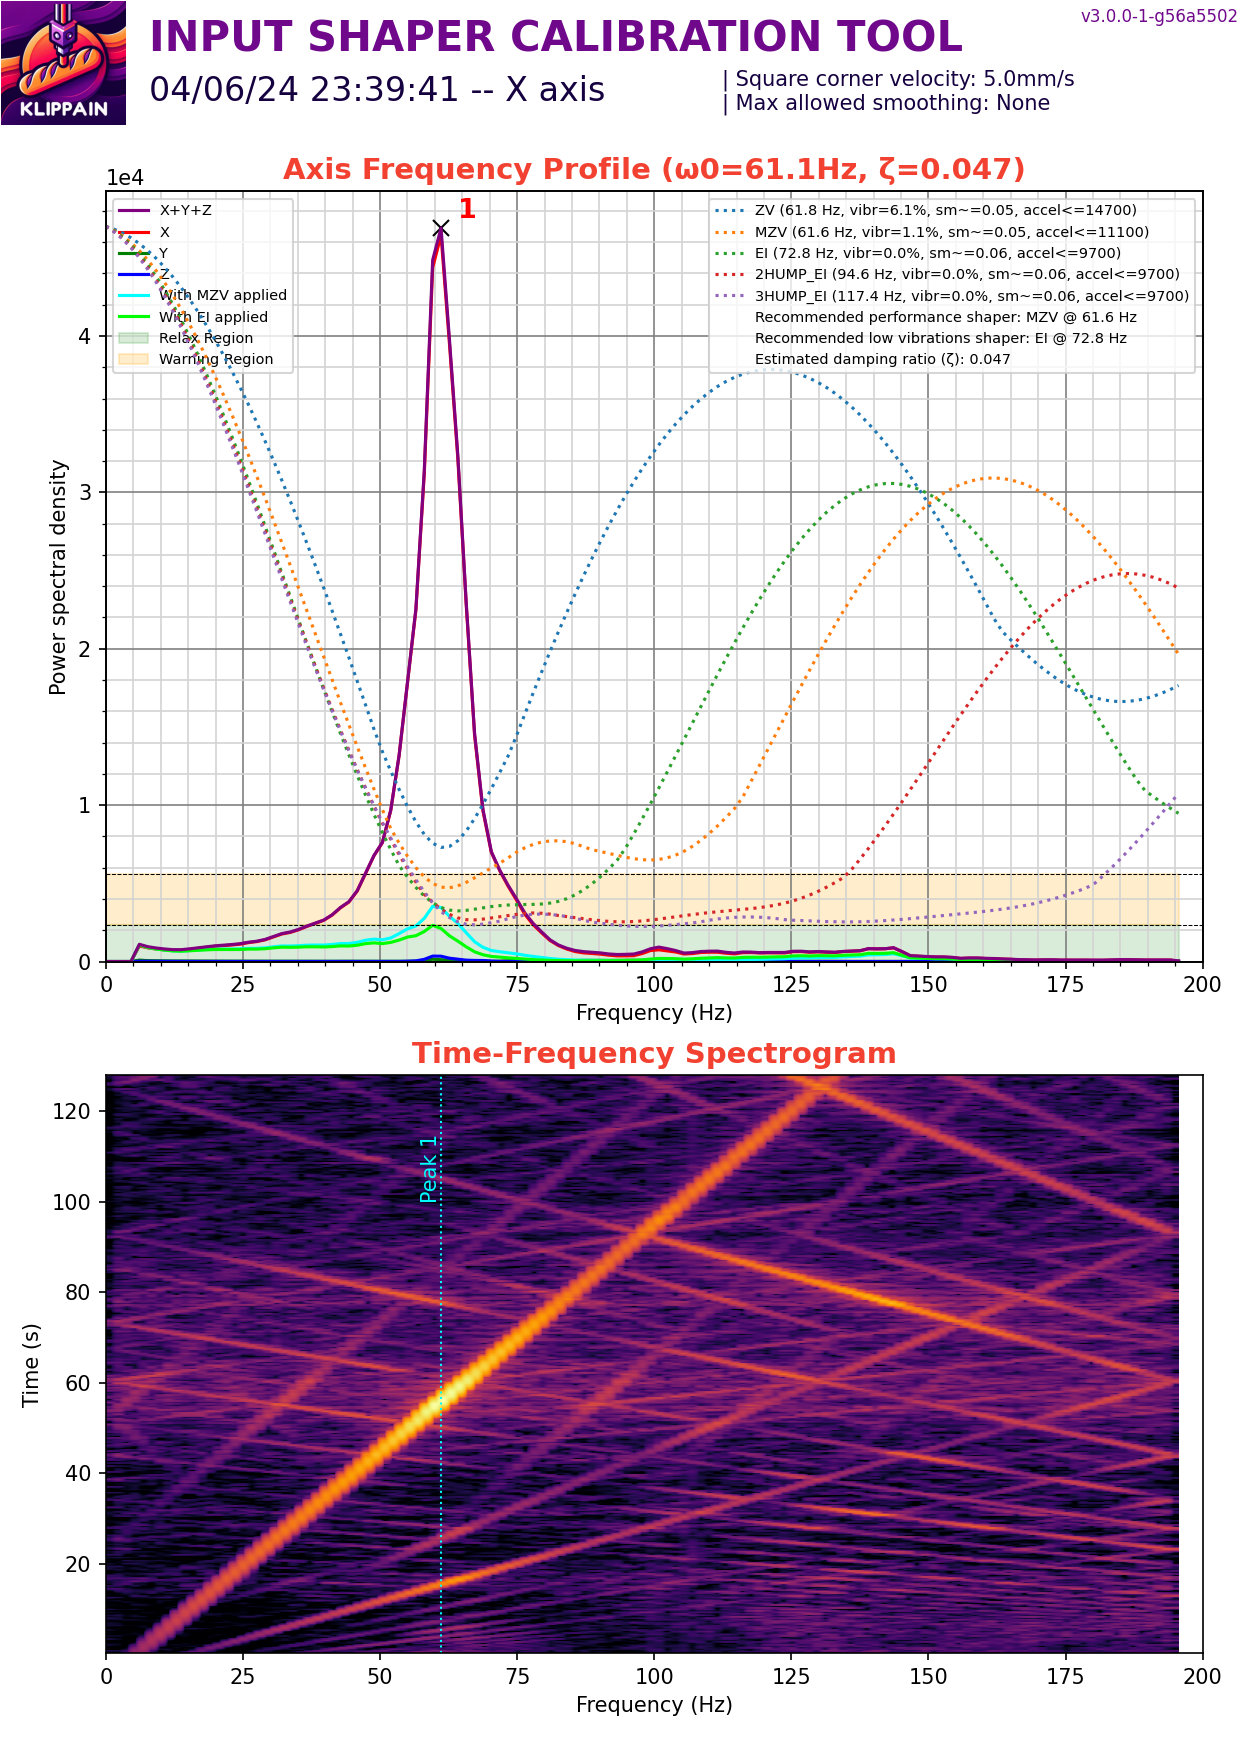 v3.0.0-1-g56a5502
INPUT SHAPER CALIBRATION TOOL
04/06/24 23:39:41 -- X axis
| Square corner velocity: 5.0mm/s
| Max allowed smoothing: None
KLIPPAIN
Axis Frequency Profile (ω0=61.1Hz, ζ=0.047)
1e4
X+Y+Z
X
Y
Z
With MZV applied
With EI applied
Relax Region
Warning Region
1
ZV (61.8 Hz, vibr=6.1%, sm~=0.05, accel<=14700)
MZV (61.6 Hz, vibr=1.1%, sm~=0.05, accel<=11100)
EI (72.8 Hz, vibr=0.0%, sm~=0.06, accel<=9700)
2HUMP_EI (94.6 Hz, vibr=0.0%, sm~=0.06, accel<=9700)
3HUMP_EI (117.4 Hz, vibr=0.0%, sm~=0.06, accel<=9700)
Recommended performance shaper: MZV @ 61.6 Hz
Recommended low vibrations shaper: EI @ 72.8 Hz
Estimated damping ratio (ζ): 0.047
Power spectral density
4
3
2
1
0
0 25 50 75 100 125 150 175 200
Frequency (Hz)
Time-Frequency Spectrogram
Time (s)
120
100
80
60
40
20
Peak 1
0 25 50 75 100 125 150 175 200
Frequency (Hz)